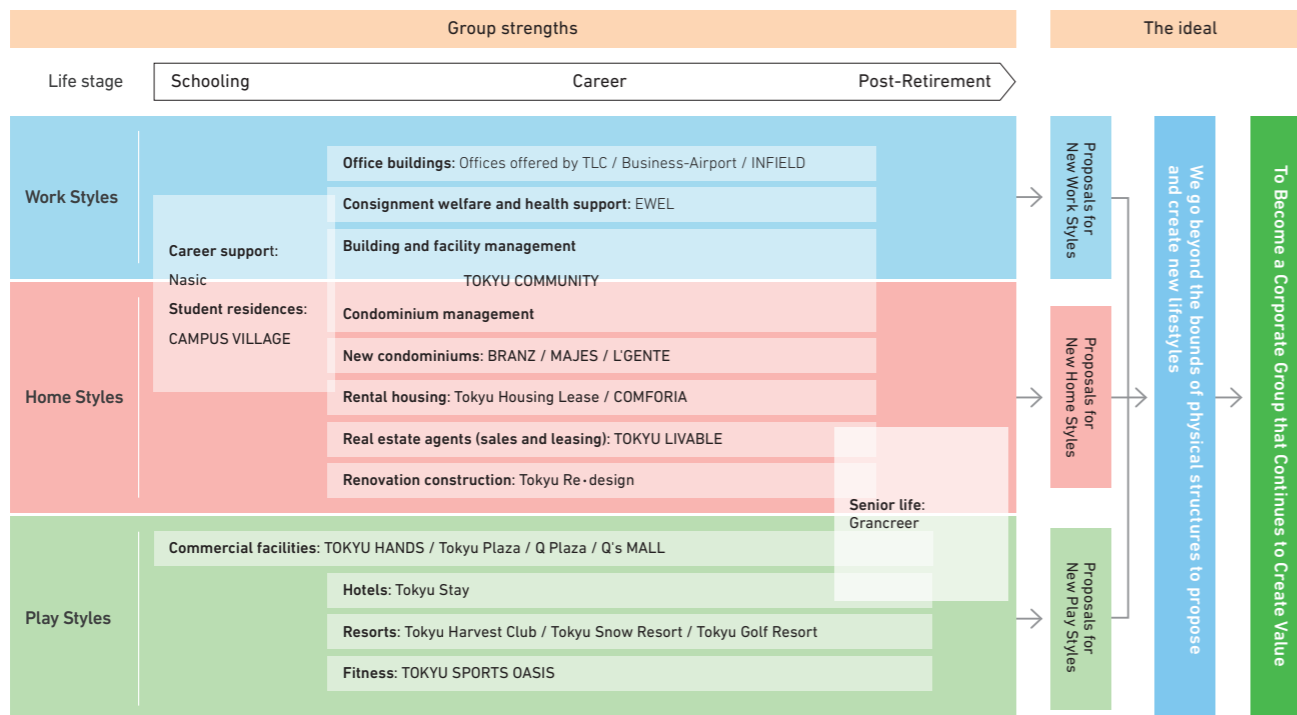 Group strengths
The ideal
Life stage
Schooling
Career
Post-Retirement
Work Styles
Office buildings: Offices offered by TLC / Business-Airport / INFIELD
Consignment welfare and health support: EWEL
Building and facility management
TOKYU COMMUNITY
Condominium management
Career support:
Nasic
Student residences:
CAMPUS VILLAGE
Home Styles
New condominiums: BRANZ / MAJES / L'GENTE
Rental housing: Tokyu Housing Lease / COMFORIA
Real estate agents (sales and leasing): TOKYU LIVABLE
Renovation construction: Tokyu Re・design
Senior life:
Grancreer
Play Styles
Commercial facilities: TOKYU HANDS / Tokyu Plaza / Q Plaza / Q's MALL
Hotels: Tokyu Stay
Resorts: Tokyu Harvest Club / Tokyu Snow Resort / Tokyu Golf Resort
Fitness: TOKYU SPORTS OASIS
Proposals for
New Work Styles
Proposals for
New Home Styles
Proposals for
New Play Styles
We go beyond the bounds of physical structures to propose
and create new lifestyles
To Become a Corporate Group that Continues to Create Value